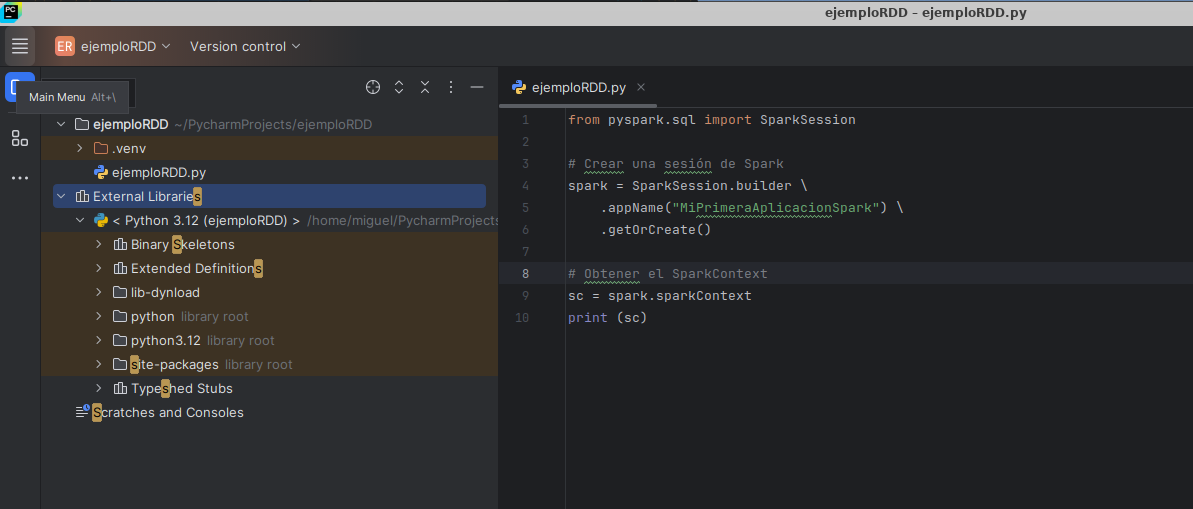 PC
ejemploRDD – ejemploRDD.py
ER ejemploRDD Version control
Main Menu Alt+\
ejemploRDD ~/PycharmProjects/ejemploRDD
.venv
ejemploRDD.py
External Libraries
< Python 3.12 (ejemploRDD) > /home/miguel/PycharmProjects
Binary Skeletons
Extended Definitions
lib-dynload
python library root
python3.12 library root
site-packages library root
Typeshed Stubs
Scratches and Consoles
ejemploRDD.py
1 from pyspark.sql import SparkSession
2
3 # Crear una sesión de Spark
4 spark = SparkSession.builder \
5 .appName("MiPrimeraAplicacionSpark") \
6 .getOrCreate()
7
8 # Obtener el SparkContext
9 sc = spark.sparkContext
10 print (sc)